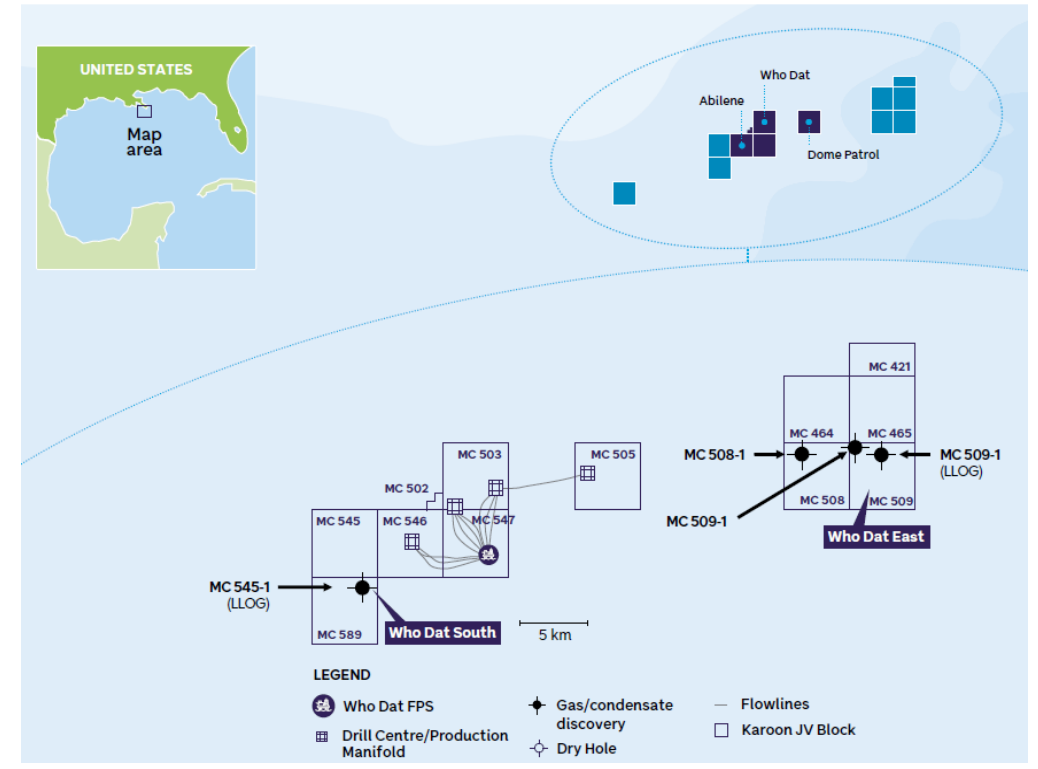 UNITED STATES
Map
area
Who Dat
Abilene
Dome Patrol
MC 421
MC 464
MC 465
MC 508-1
MC 509-1
(LLOG)
MC 508
MC 509
MC 509-1
Who Dat East
MC 503
MC 505
MC 502
MC 545
MC 546
MC 547
MC 545-1
(LLOG)
MC 589
Who Dat South
5 km
LEGEND
Who Dat FPS
Drill Centre/Production
Manifold
Gas/condensate
discovery
Dry Hole
Flowlines
Karoon JV Block